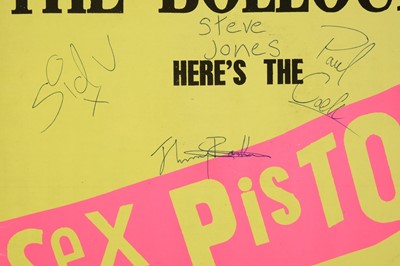 THE BOLLOC
Steve
Jones
Sid
Paul
Cook
HERE'S THE
SEX PISTO